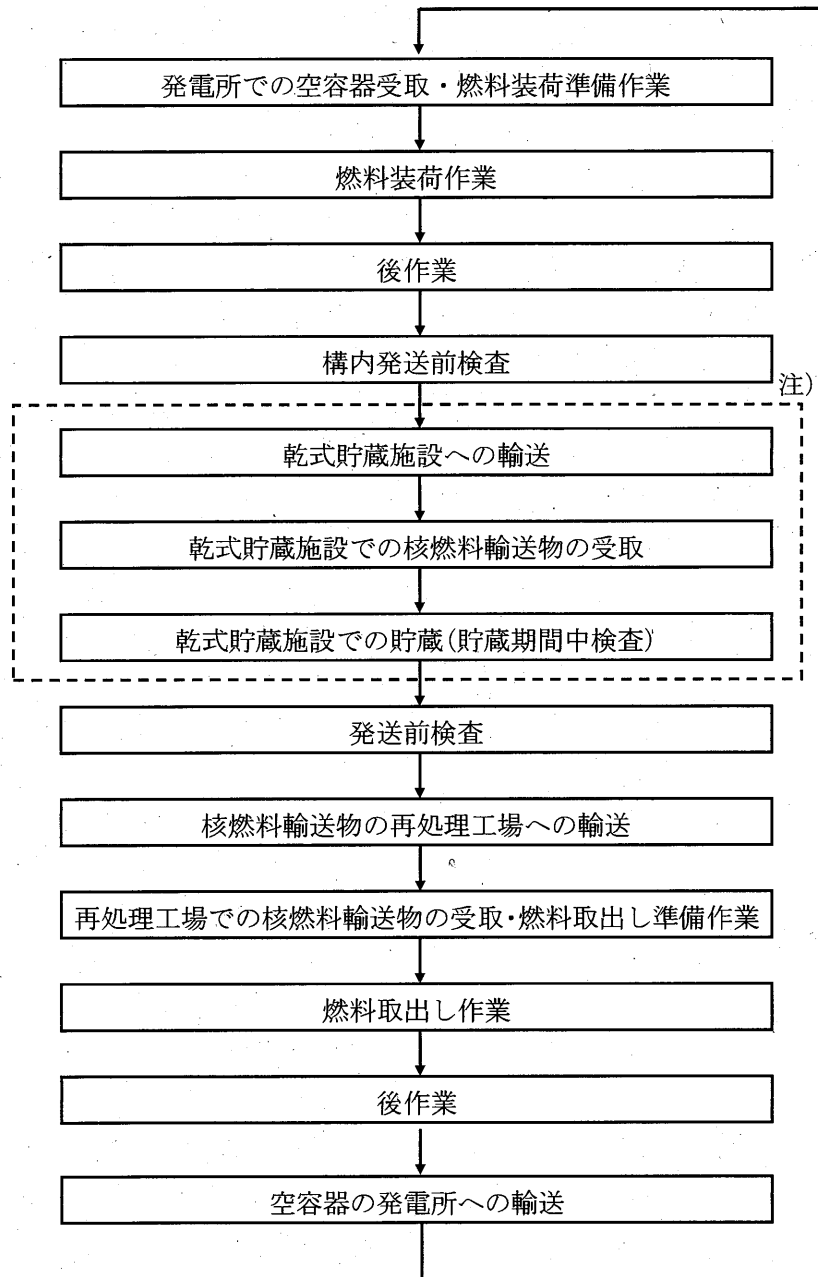 発電所での空容器受取・燃料装荷準備作業
燃料装荷作業
後作業
構内発送前検査
注)
乾式貯蔵施設への輸送
乾式貯蔵施設での核燃料輸送物の受取
乾式貯蔵施設での貯蔵(貯蔵期間中検査)
発送前検査
核燃料輸送物の再処理工場への輸送
再処理工場での核燃料輸送物の受取・燃料取出し準備作業
燃料取出し作業
後作業
空容器の発電所への輸送